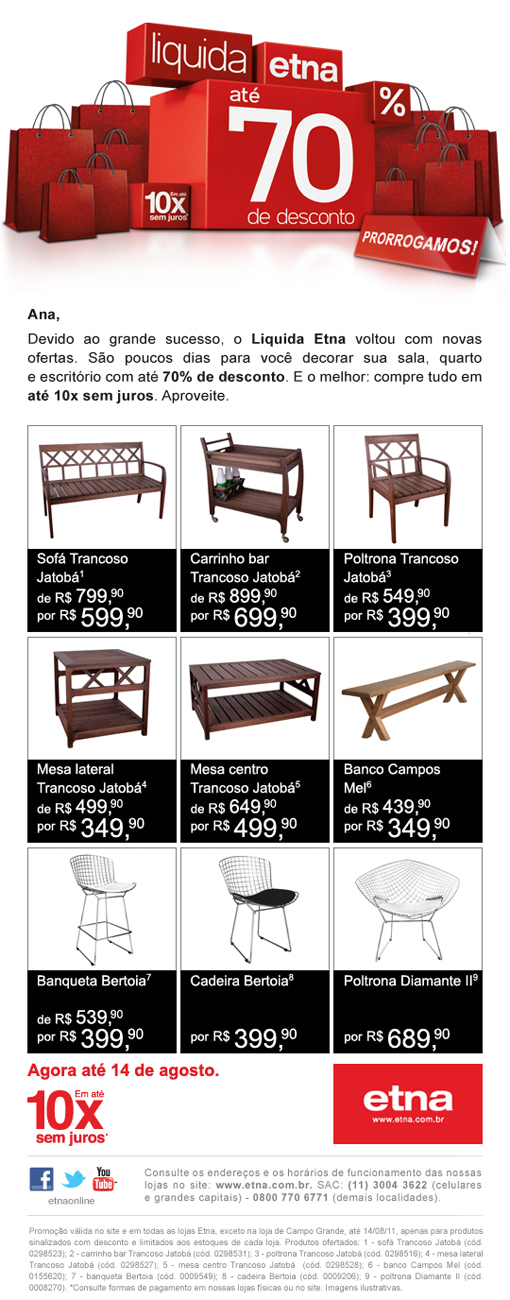 liquida etna
até
70%
de desconto
Em até
10x
sem juros*
PRORROGAMOS!
Ana,
Devido ao grande sucesso, o Liquida Etna voltou com novas
ofertas. São poucos dias para você decorar sua sala, quarto
e escritório com até 70% de desconto. E o melhor: compre tudo em
até 10x sem juros. Aproveite.
Sofá Trancoso
Jatobá¹
de R$ 799,90
por R$ 599,90
Carrinho bar
Trancoso Jatobá²
de R$ 899,90
por R$ 699,90
Poltrona Trancoso
Jatobá³
de R$ 549,90
por R$ 399,90
Mesa lateral
Trancoso Jatobá⁴
de R$ 499,90
por R$ 349,90
Mesa centro
Trancoso Jatobá⁵
de R$ 649,90
por R$ 499,90
Banco Campos
Mel⁶
de R$ 439,90
por R$ 349,90
Banqueta Bertoia⁷
de R$ 539,90
por R$ 399,90
Cadeira Bertoia⁸
por R$ 399,90
Poltrona Diamante II⁹
por R$ 689,90
Agora até 14 de agosto.
Em até
10x
sem juros*
etna
www.etna.com.br
You
Tube
etnaonline
Consulte os endereços e os horários de funcionamento das nossas
lojas no site: www.etna.com.br. SAC: (11) 3004 3622 (celulares
e grandes capitais) - 0800 770 6771 (demais localidades).
Promoção válida no site e em todas as lojas Etna, exceto na loja de Campo Grande, até 14/08/11, apenas para produtos
sinalizados com desconto e limitados aos estoques de cada loja. Produtos ofertados: 1 - sofá Trancoso Jatobá (cód.
0298523); 2 - carrinho bar Trancoso Jatobá (cód. 0298531); 3 - poltrona Trancoso Jatobá (cód. 0298516); 4 - mesa lateral
Trancoso Jatobá (cód. 0298527); 5 - mesa centro Trancoso Jatobá (cód. 0298528); 6 - banco Campos Mel (cód.
0155620); 7 - banqueta Bertoia (cód. 0009549); 8 - cadeira Bertoia (cód. 0009206); 9 - poltrona Diamante II (cód.
0008270). *Consulte formas de pagamento em nossas lojas físicas ou no site. Imagens ilustrativas.